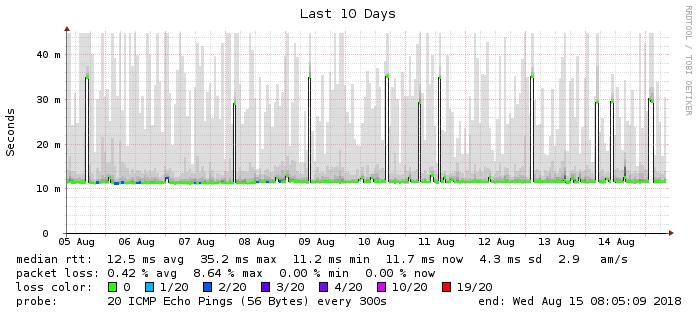 Last 10 Days
RRDTOOL / TOBI OETIKER
Seconds
40 m
30 m
20 m
10 m
0
05 Aug 06 Aug 07 Aug 08 Aug 09 Aug 10 Aug 11 Aug 12 Aug 13 Aug 14 Aug
median rtt: 12.5 ms avg 35.2 ms max 11.2 ms min 11.7 ms now 4.3 ms sd 2.9 am/s
packet loss: 0.42 % avg 8.64 % max 0.00 % min 0.00 % now
loss color: 0 1/20 2/20 3/20 4/20 10/20 19/20
probe: 20 ICMP Echo Pings (56 Bytes) every 300s end: Wed Aug 15 08:05:09 2018